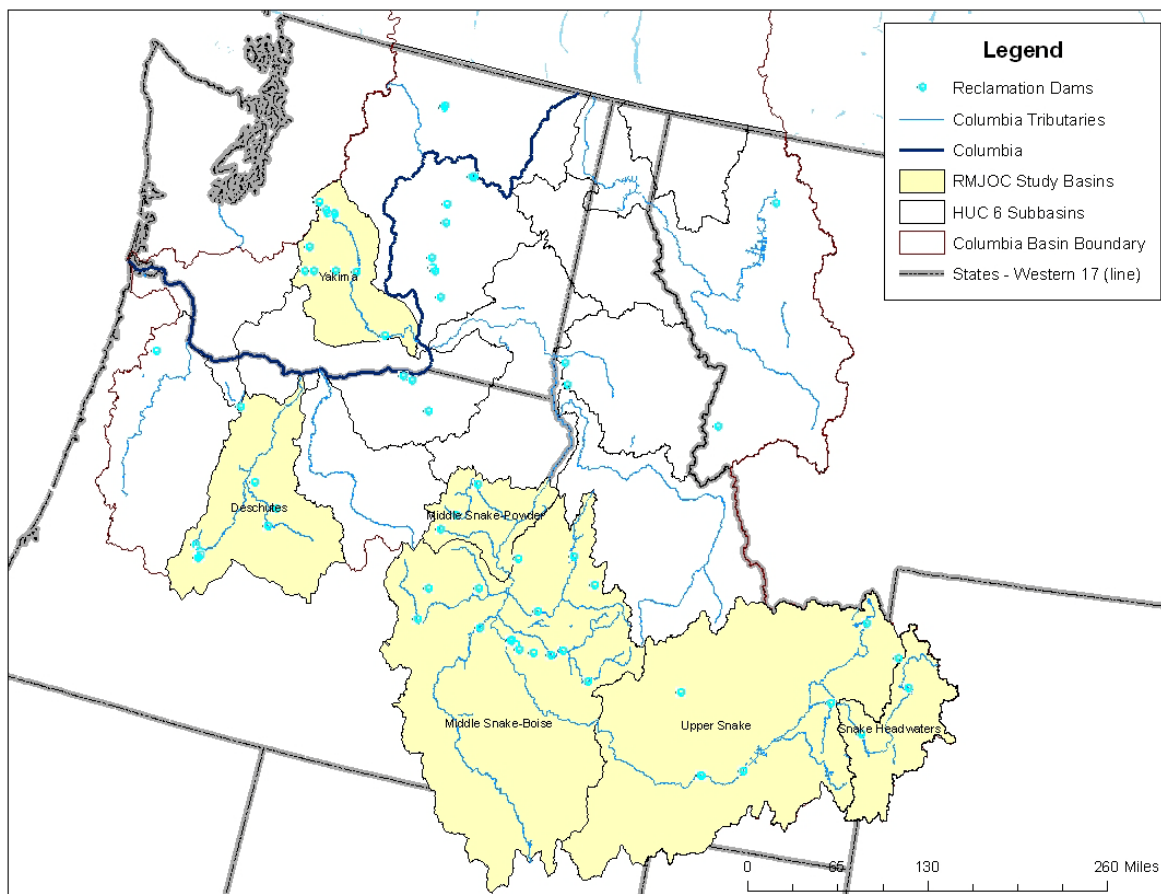 Legend
Reclamation Dams
Columbia Tributaries
Columbia
RMJOC Study Basins
HUC 6 Subbasins
Columbia Basin Boundary
States - Western 17 (line)
Yakima
Deschutes
Middle Snake-Powder
Middle Snake-Boise
Upper Snake
Snake Headwaters
0 65 130 260 Miles